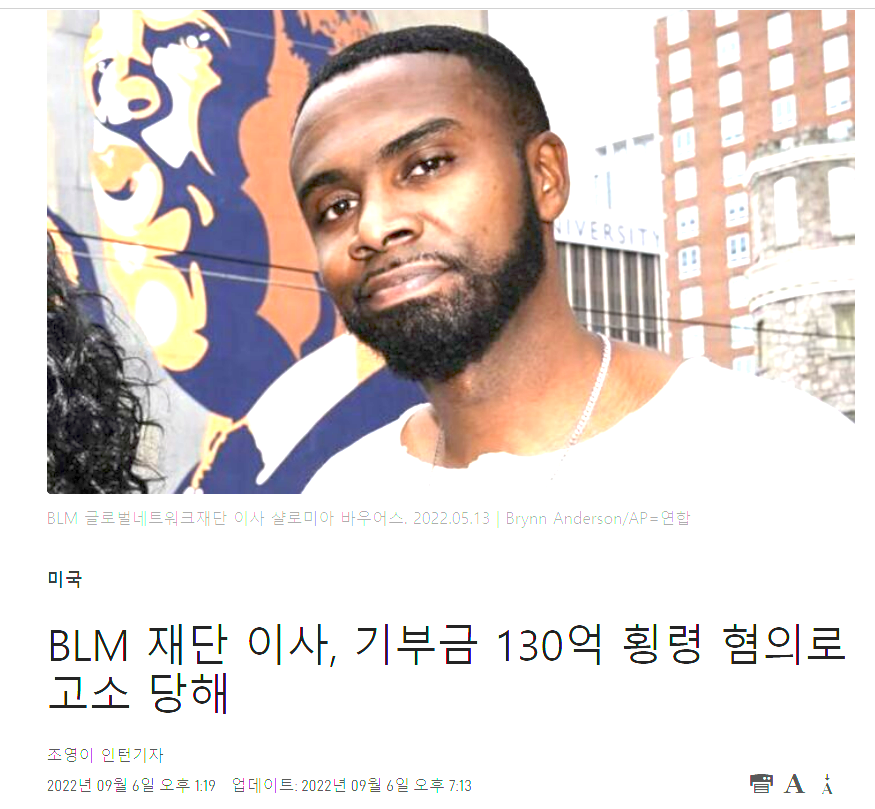 NIVERSITY
BLM 글로벌네트워크재단 이사 샬로미아 바우어스. 2022.05.13 | Brynn Anderson/AP=연합
미국
BLM 재단 이사, 기부금 130억 횡령 혐의로
고소 당해
조영이 인턴기자
2022년 09월 6일 오후 1:19 업데이트: 2022년 09월 6일 오후 7:13
A A